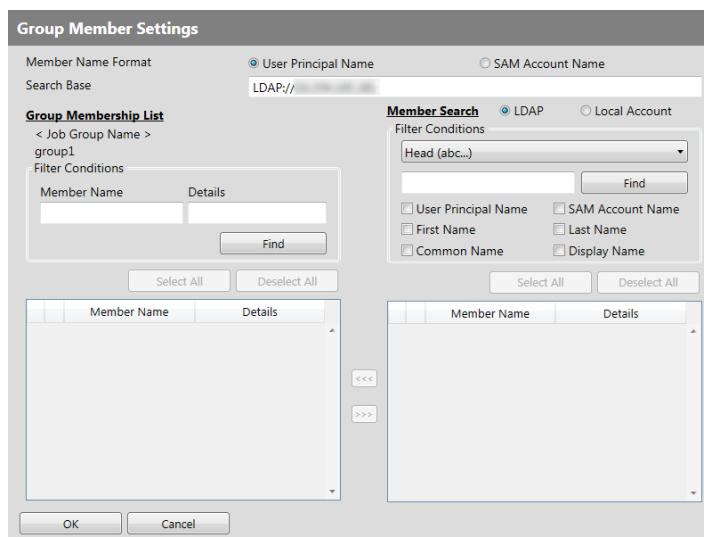 Group Member Settings
Member Name Format
User Principal Name
SAM Account Name
Search Base
LDAP://
Group Membership List
< Job Group Name >
group1
Filter Conditions
Member Name
Details
Find
Select All
Deselect All
Member Name
Details
Member Search
LDAP
Local Account
Filter Conditions
Head (abc...)
Find
User Principal Name
SAM Account Name
First Name
Last Name
Common Name
Display Name
Select All
Deselect All
Member Name
Details
<<<
>>>
OK
Cancel